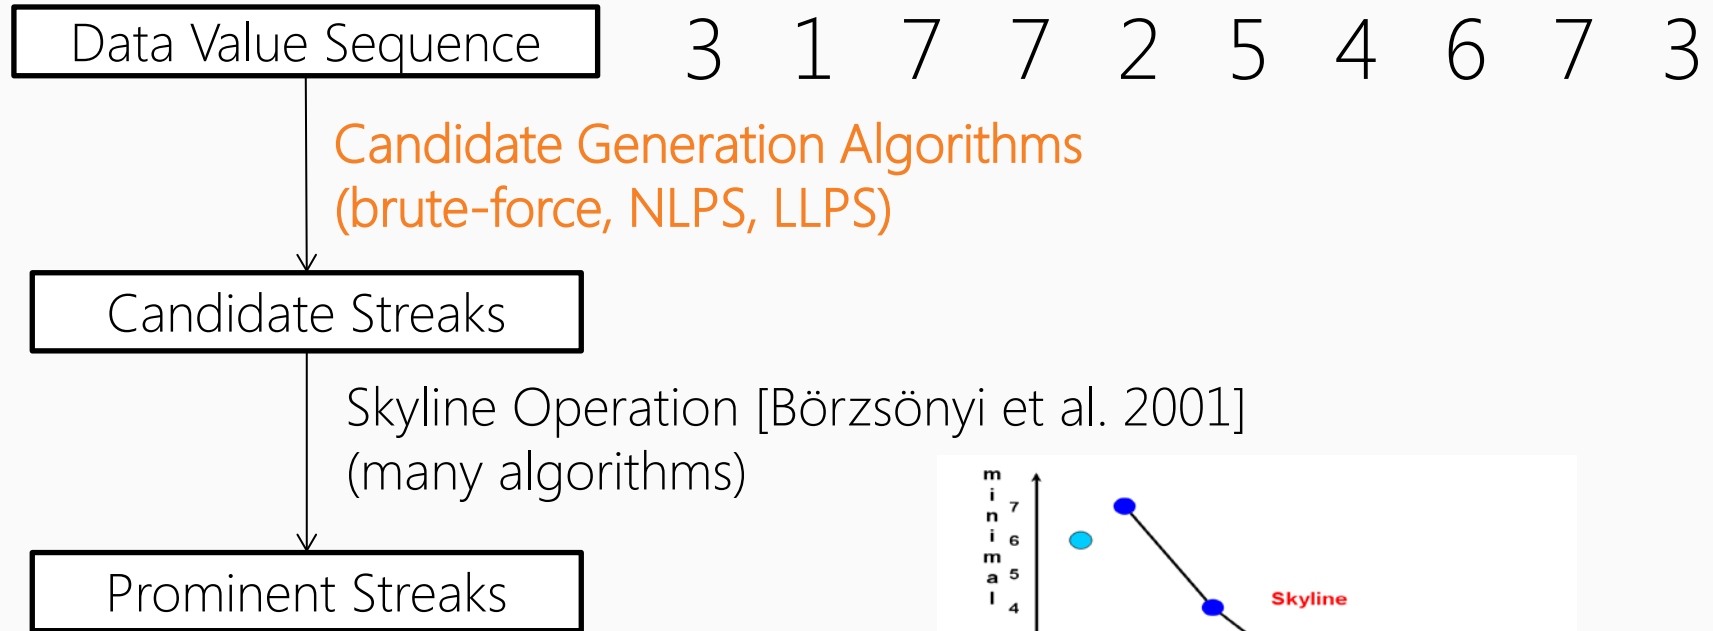 Data Value Sequence
3 1 7 7 2 5 4 6 7 3
Candidate Generation Algorithms
(brute-force, NLPS, LLPS)
Candidate Streaks
Skyline Operation [Börzsönyi et al. 2001]
(many algorithms)
Prominent Streaks
minimal
7
6
5
4
Skyline